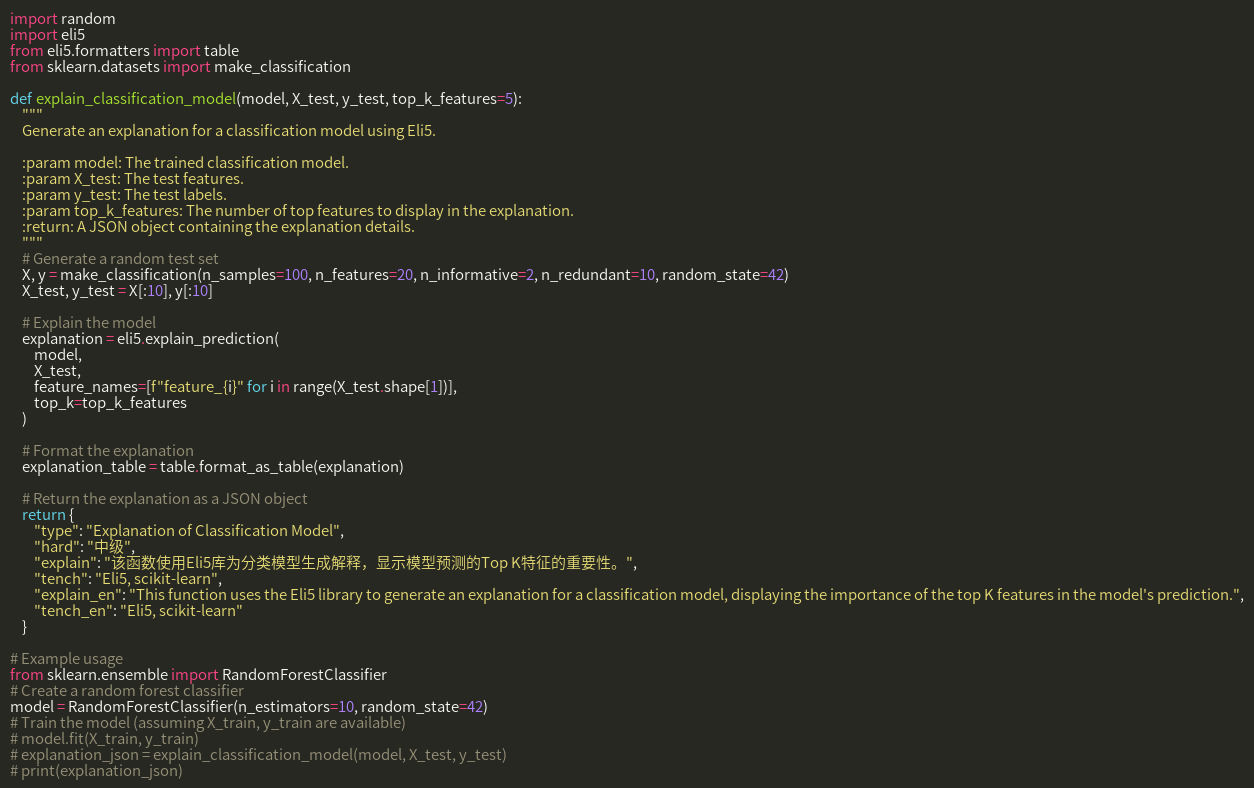 import random
import eli5
from eli5.formatters import table
from sklearn.datasets import make_classification

def explain_classification_model(model, X_test, y_test, top_k_features=5):
    """
    Generate an explanation for a classification model using Eli5.

    :param model: The trained classification model.
    :param X_test: The test features.
    :param y_test: The test labels.
    :param top_k_features: The number of top features to display in the explanation.
    :return: A JSON object containing the explanation details.
    """
    # Generate a random test set
    X, y = make_classification(n_samples=100, n_features=20, n_informative=2, n_redundant=10, random_state=42)
    X_test, y_test = X[:10], y[:10]

    # Explain the model
    explanation = eli5.explain_prediction(
        model,
        X_test,
        feature_names=[f"feature_{i}" for i in range(X_test.shape[1])],
        top_k=top_k_features
    )

    # Format the explanation
    explanation_table = table.format_as_table(explanation)

    # Return the explanation as a JSON object
    return {
        "type": "Explanation of Classification Model",
        "hard": "中级",
        "explain": "该函数使用Eli5库为分类模型生成解释，显示模型预测的Top K特征的重要性。",
        "tench": "Eli5, scikit-learn",
        "explain_en": "This function uses the Eli5 library to generate an explanation for a classification model, displaying the importance of the top K features in the model's prediction.",
        "tench_en": "Eli5, scikit-learn"
    }

# Example usage
from sklearn.ensemble import RandomForestClassifier
# Create a random forest classifier
model = RandomForestClassifier(n_estimators=10, random_state=42)
# Train the model (assuming X_train, y_train are available)
# model.fit(X_train, y_train)
# explanation_json = explain_classification_model(model, X_test, y_test)
# print(explanation_json)